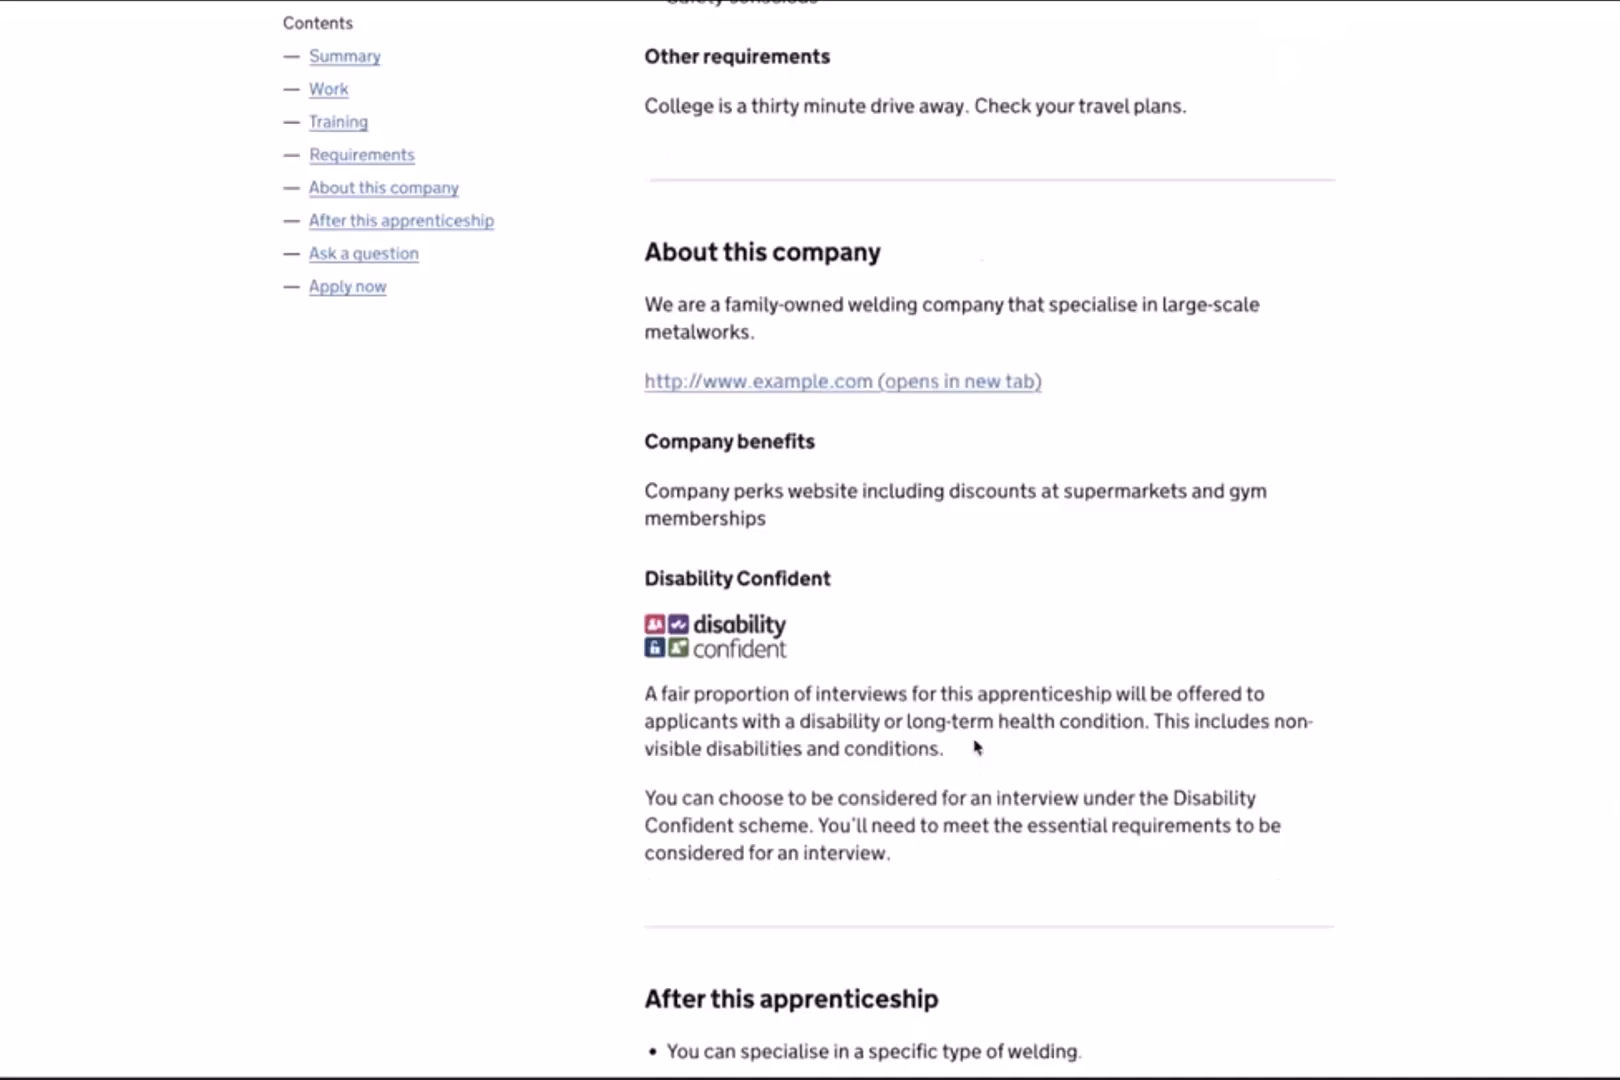 Contents
— Summary
— Work
— Training
— Requirements
— About this company
— After this apprenticeship
— Ask a question
— Apply now
Other requirements
College is a thirty minute drive away. Check your travel plans.
About this company
We are a family-owned welding company that specialise in large-scale
metalworks.
http://www.example.com (opens in new tab)
Company benefits
Company perks website including discounts at supermarkets and gym
memberships
Disability Confident
disability
confident
A fair proportion of interviews for this apprenticeship will be offered to
applicants with a disability or long-term health condition. This includes non-
visible disabilities and conditions.
You can choose to be considered for an interview under the Disability
Confident scheme. You'll need to meet the essential requirements to be
considered for an interview.
After this apprenticeship
• You can specialise in a specific type of welding.